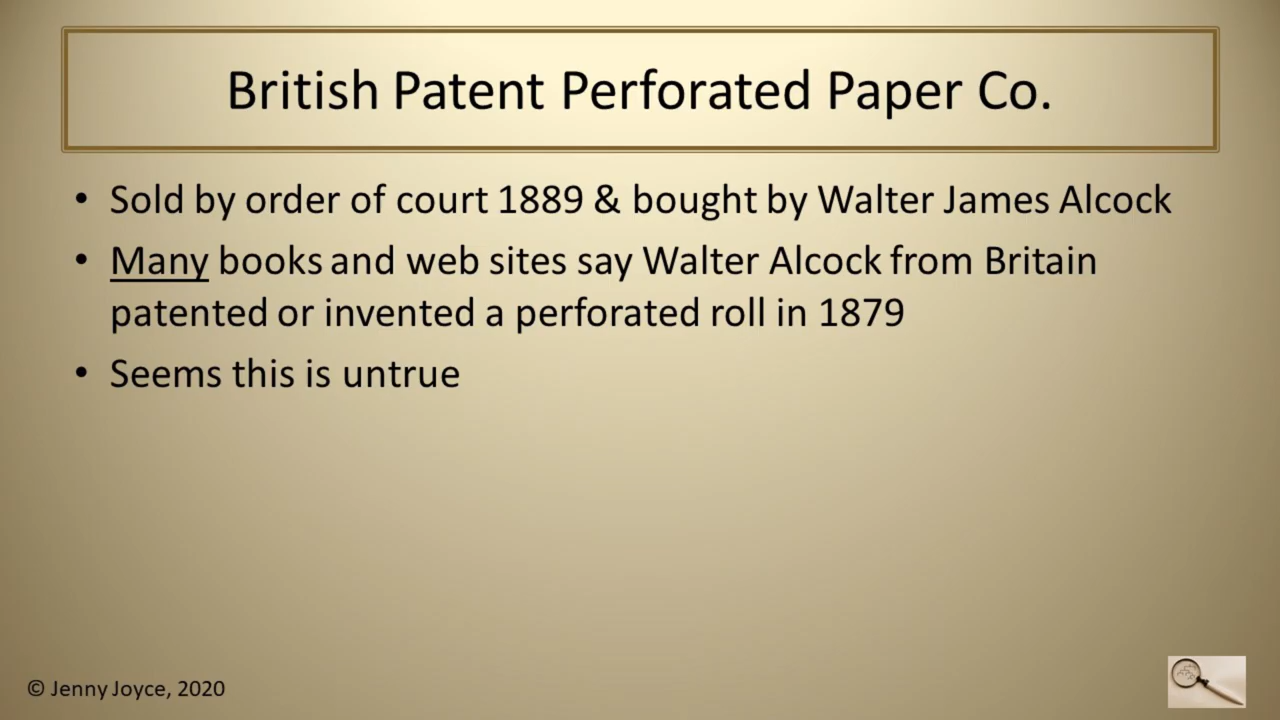 British Patent Perforated Paper Co.
• Sold by order of court 1889 & bought by Walter James Alcock
• Many books and web sites say Walter Alcock from Britain
patented or invented a perforated roll in 1879
• Seems this is untrue
© Jenny Joyce, 2020